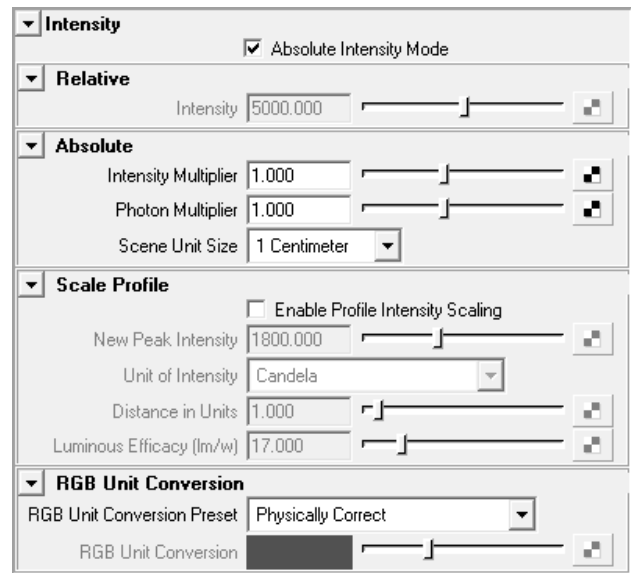 Intensity
Absolute Intensity Mode
Relative
Intensity 5000.000
Absolute
Intensity Multiplier 1.000
Photon Multiplier 1.000
Scene Unit Size 1 Centimeter
Scale Profile
Enable Profile Intensity Scaling
New Peak Intensity 1800.000
Unit of Intensity Candela
Distance in Units 1.000
Luminous Efficacy (lm/w) 17.000
RGB Unit Conversion
RGB Unit Conversion Preset Physically Correct
RGB Unit Conversion